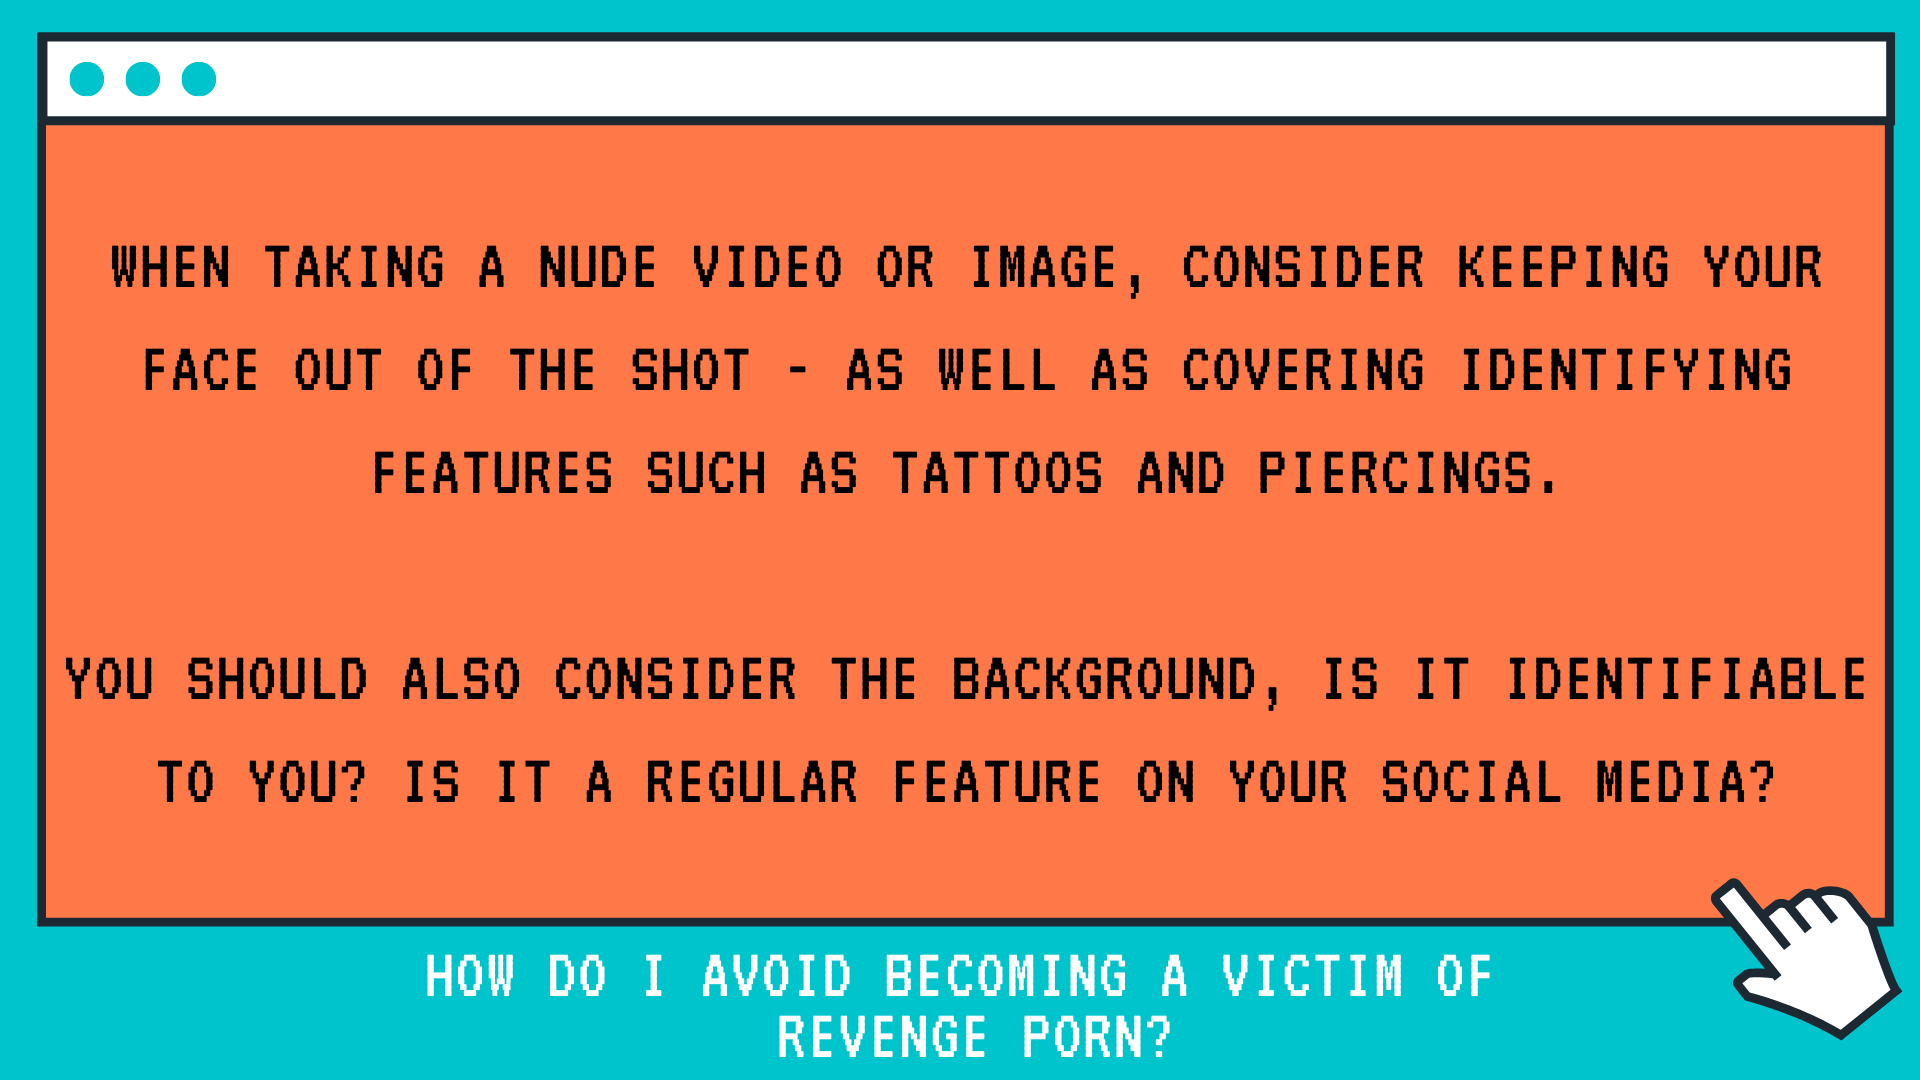 WHEN TAKING A NUDE VIDEO OR IMAGE, CONSIDER KEEPING YOUR
FACE OUT OF THE SHOT - AS WELL AS COVERING IDENTIFYING
FEATURES SUCH AS TATTOOS AND PIERCINGS.
YOU SHOULD ALSO CONSIDER THE BACKGROUND, IS IT IDENTIFIABLE
TO YOU? IS IT A REGULAR FEATURE ON YOUR SOCIAL MEDIA?
HOW DO I AVOID BECOMING A VICTIM OF
REVENGE PORN?